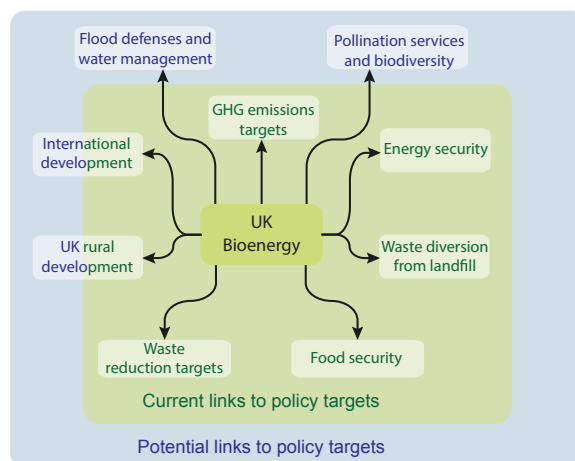 Flood defenses and
water management
Pollination services
and biodiversity
GHG emissions
targets
International
development
Energy security
UK
Bioenergy
UK rural
development
Waste diversion
from landfill
Waste
reduction targets
Food security
Current links to policy targets
Potential links to policy targets